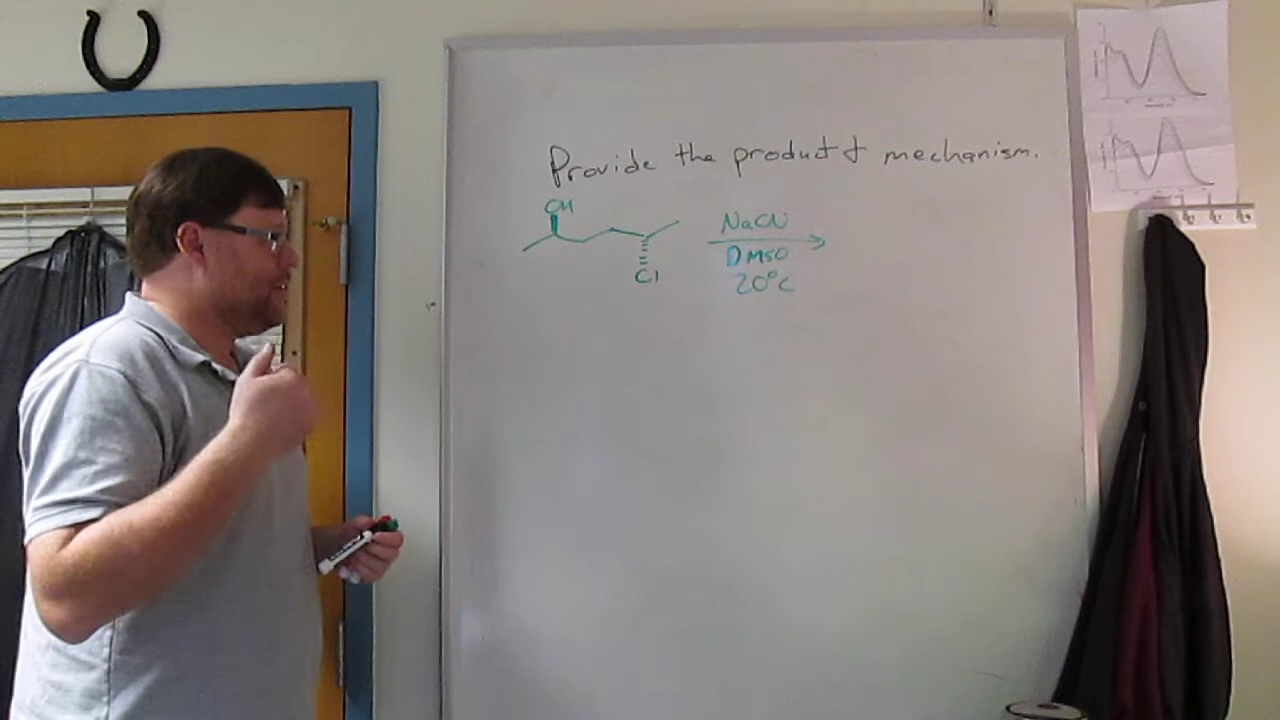 Provide the product & mechanism.
OH
NaCN
DMSO
Cl
20°C